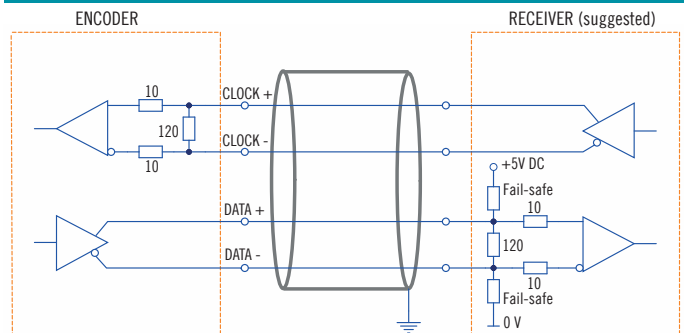 ENCODER
RECEIVER (suggested)
10
CLOCK +
120
CLOCK -
10
+5V DC
Fail-safe
10
DATA +
120
DATA -
10
Fail-safe
0 V